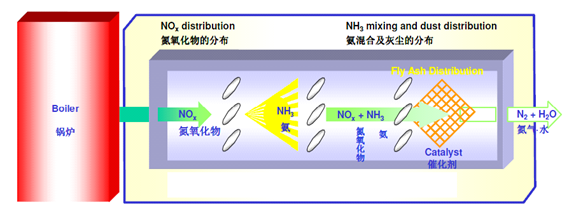 NOₓ distribution
氮氧化物的分布
NH₃ mixing and dust distribution
氨混合及灰尘的分布
Fly Ash Distribution
Boiler
锅炉
NOₓ
氮氧化物
NH₃
氨
NOₓ + NH₃
氮氧化物
氨
Catalyst
催化剂
N₂ + H₂O
氮气·水